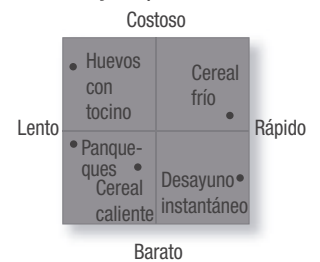 Costoso
Huevos
con
tocino
Cereal
frío
Lento
Rápido
Panque-
ques
Cereal
caliente
Desayuno
instantáneo
Barato